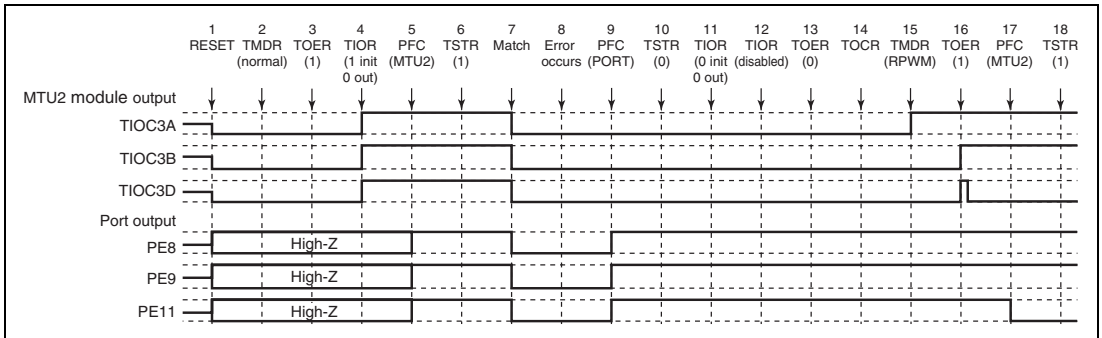 1 2 3 4 5 6 7 8 9 10 11 12 13 14 15 16 17 18
RESET TMDR TOER TIOR PFC TSTR Match Error PFC TSTR TIOR TIOR TOER TOCR TMDR TOER PFC TSTR
(normal) (1) (1 init (MTU2) (1) occurs (PORT) (0) (0 init (disabled) (0) (RPWM) (1) (MTU2) (1)
0 out) 0 out)
MTU2 module output
TIOC3A
TIOC3B
TIOC3D
Port output
PE8 High-Z
PE9 High-Z
PE11 High-Z